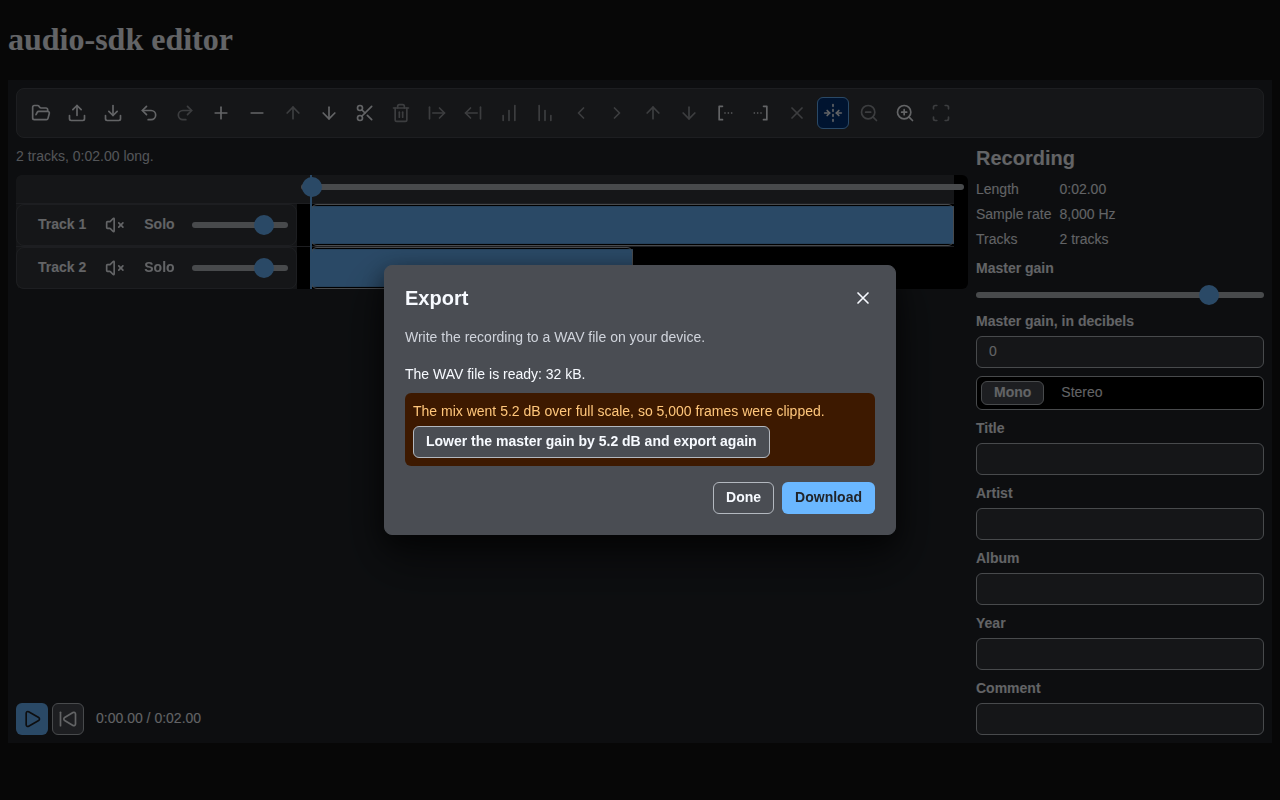 audio-sdk editor
2 tracks, 0:02.00 long.
Track 1 Solo
Track 2 Solo
Export
Write the recording to a WAV file on your device.
The WAV file is ready: 32 kB.
The mix went 5.2 dB over full scale, so 5,000 frames were clipped.
Lower the master gain by 5.2 dB and export again
Done Download
Recording
Length 0:02.00
Sample rate 8,000 Hz
Tracks 2 tracks
Master gain
Master gain, in decibels
0
Mono Stereo
Title
Artist
Album
Year
Comment
0:00.00 / 0:02.00